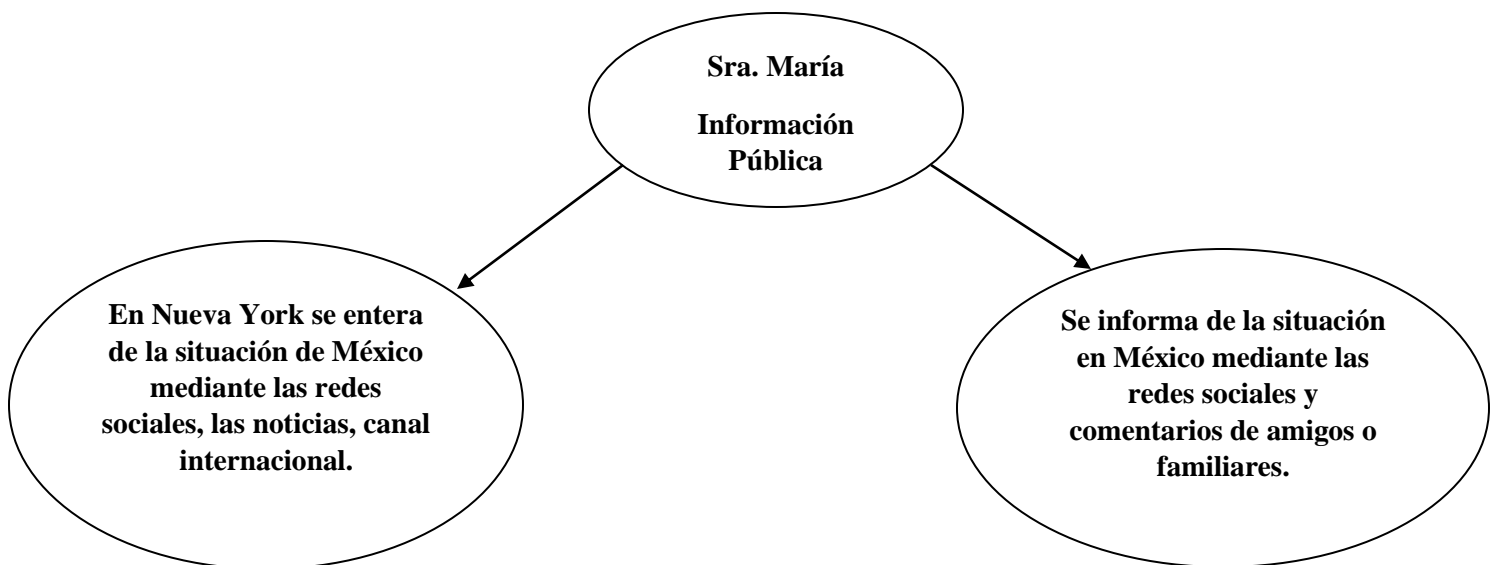 Sra. María
Información
Pública
En Nueva York se entera
de la situación de México
mediante las redes
sociales, las noticias, canal
internacional.
Se informa de la situación
en México mediante las
redes sociales y
comentarios de amigos o
familiares.